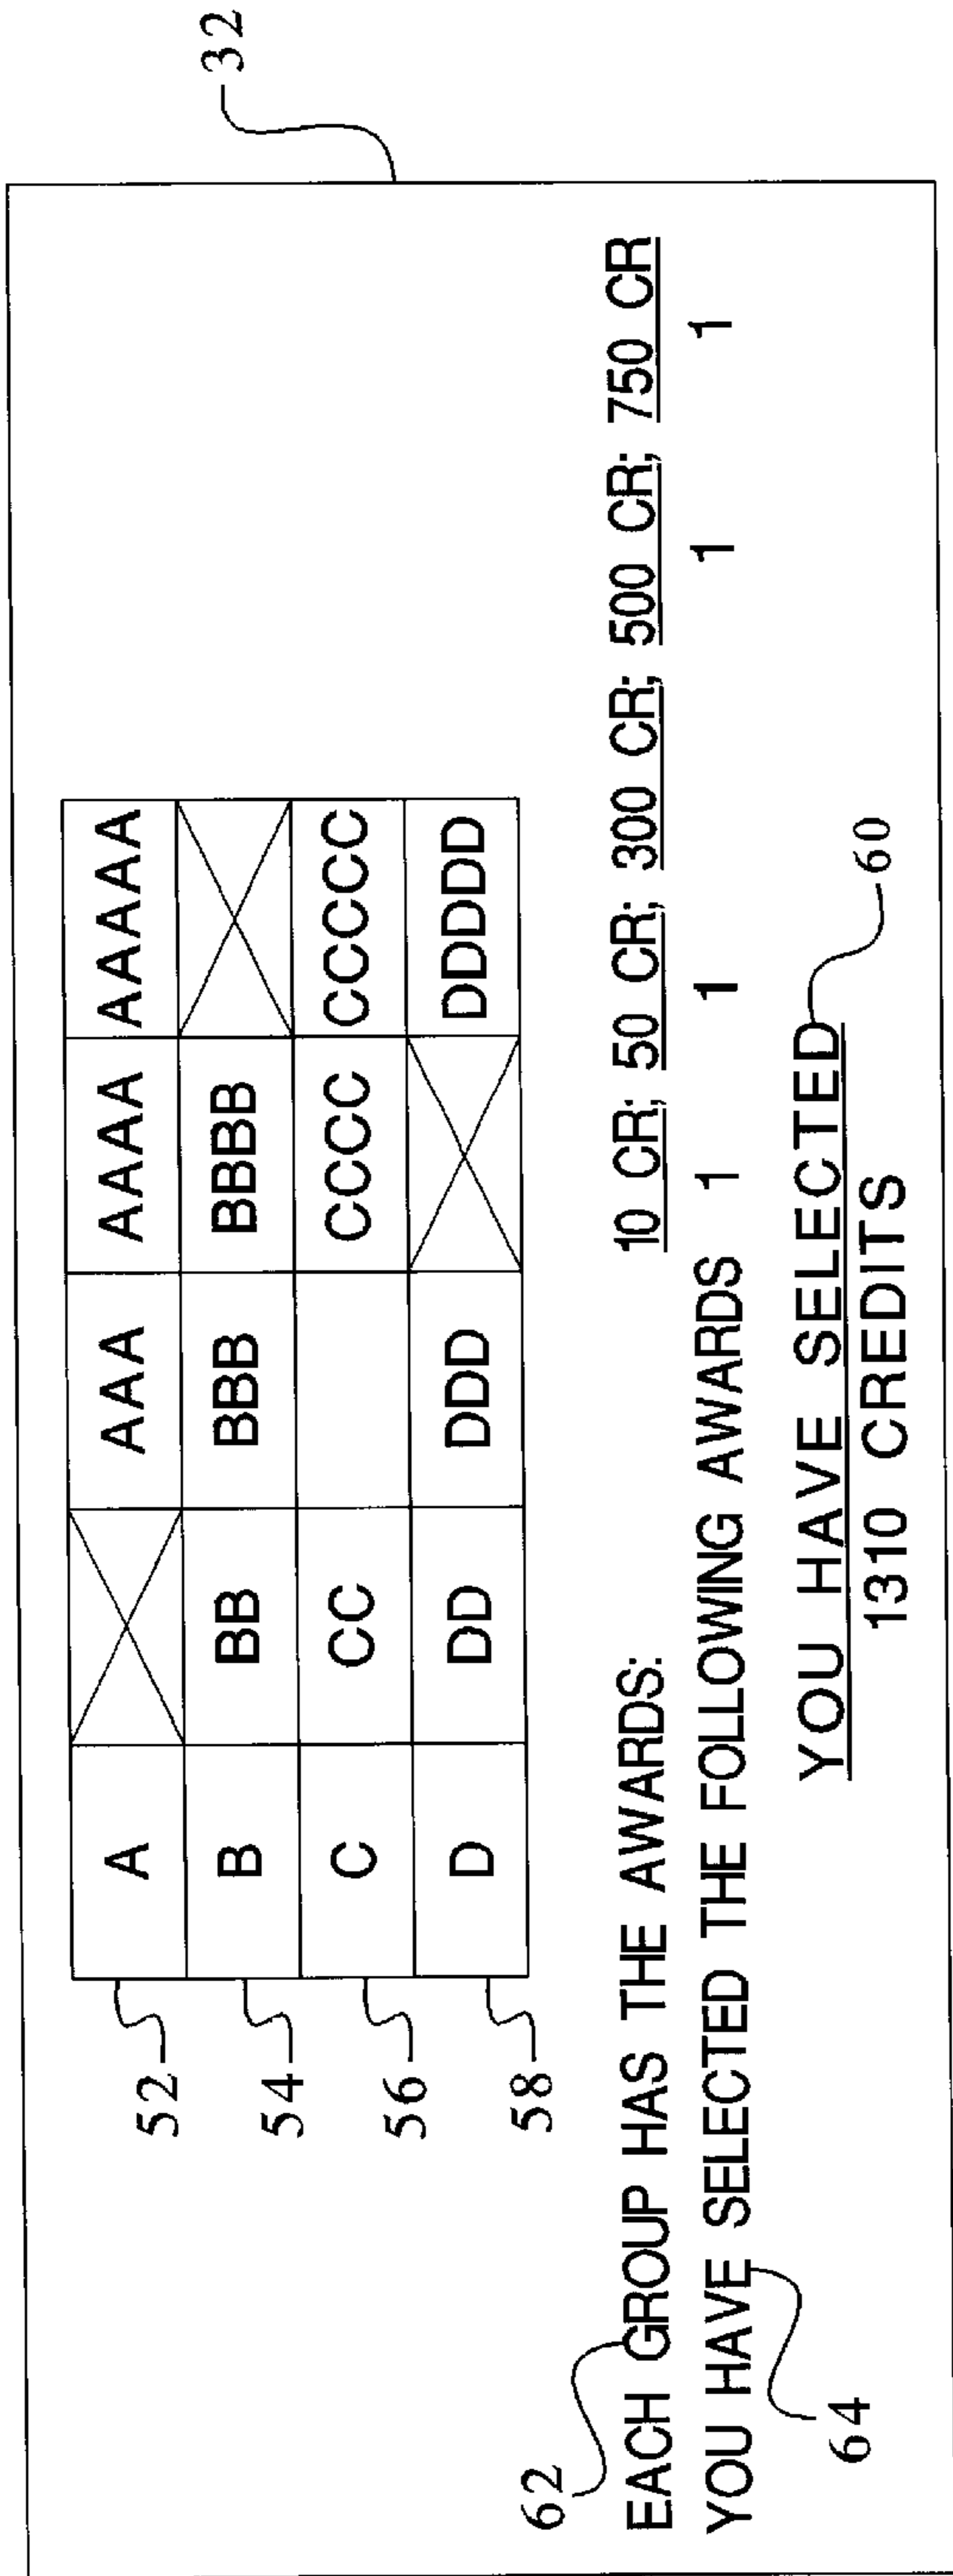 32
52 A AAA AAAA AAAAA
54 B BB BBB BBBB
56 C CC CCCC CCCCC
58 D DD DDD DDDDD
62
EACH GROUP HAS THE AWARDS: 10 CR; 50 CR; 300 CR; 500 CR; 750 CR
YOU HAVE SELECTED THE FOLLOWING AWARDS 1 1 1 1 1
64
YOU HAVE SELECTED 60
1310 CREDITS